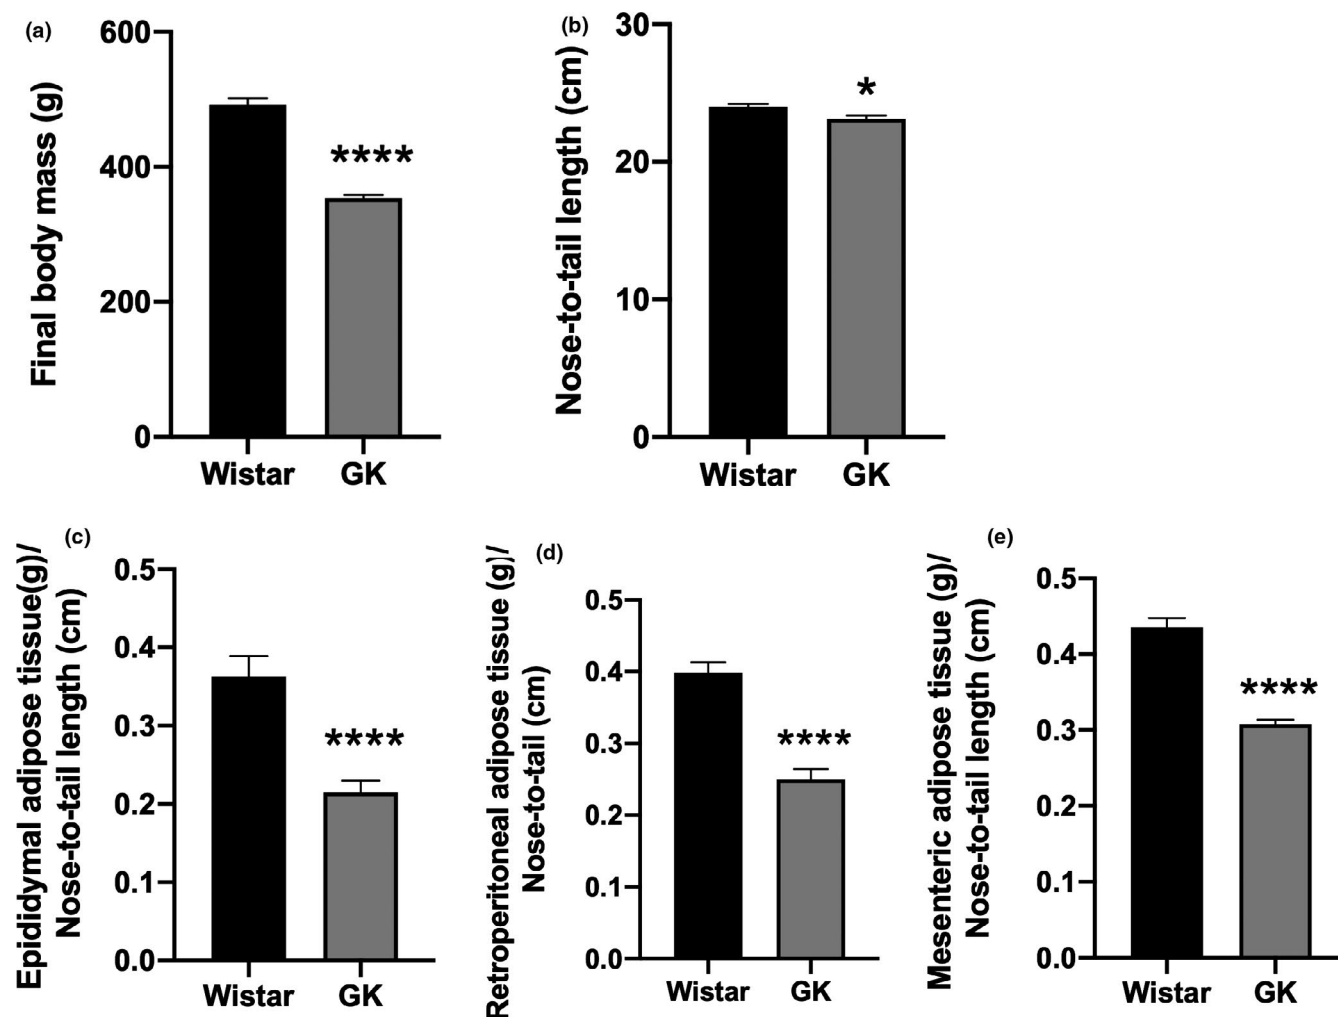 (a)
Final body mass (g)
600
400
200
0
****
Wistar
GK
(b)
Nose-to-tail length (cm)
30
20
10
0
*
Wistar
GK
(c)
Epididymal adipose tissue(g)/
Nose-to-tail length (cm)
0.5
0.4
0.3
0.2
0.1
0.0
****
Wistar
GK
(d)
Retroperitoneal adipose tissue (g)/
Nose-to-tail (cm)
0.5
0.4
0.3
0.2
0.1
0.0
****
Wistar
GK
(e)
Mesenteric adipose tissue (g)/
Nose-to-tail length (cm)
0.5
0.4
0.3
0.2
0.1
0.0
****
Wistar
GK